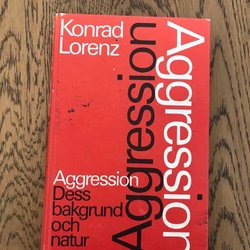 Konrad
Lorenz
Aggression
Aggression
Aggression
Dess
bakgrund
och
natur